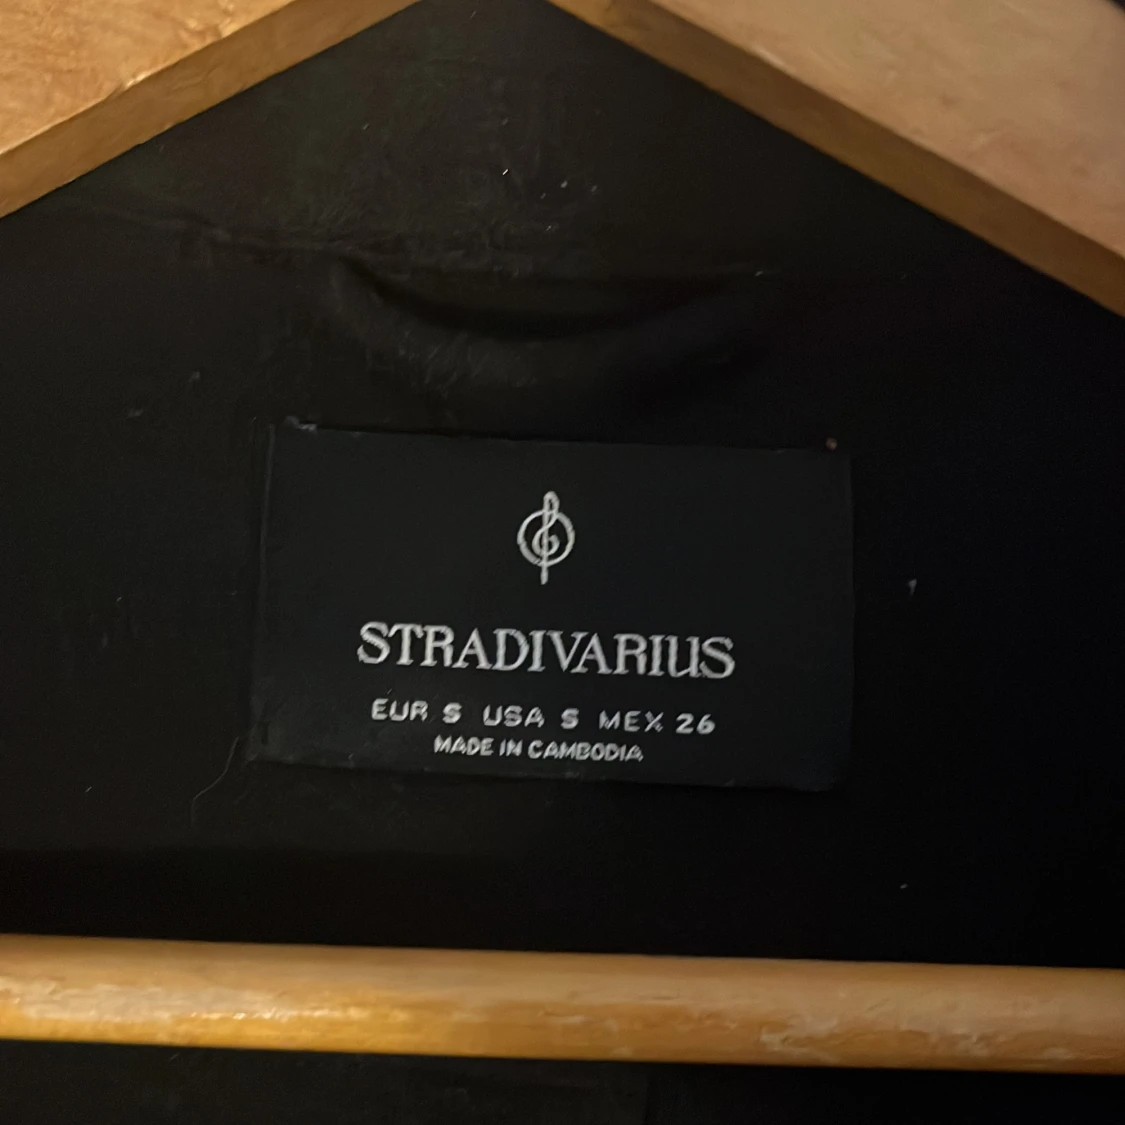 STRADIVARIUS
EUR S USA S MEX 26
MADE IN CAMBODIA